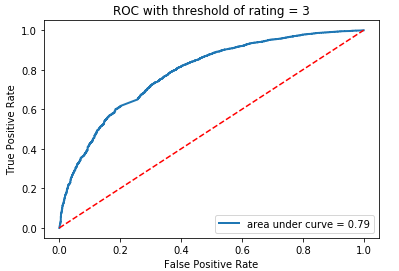 ROC with threshold of rating = 3
1.0
0.8
0.6
0.4
0.2
0.0
True Positive Rate
area under curve = 0.79
0.0 0.2 0.4 0.6 0.8 1.0
False Positive Rate